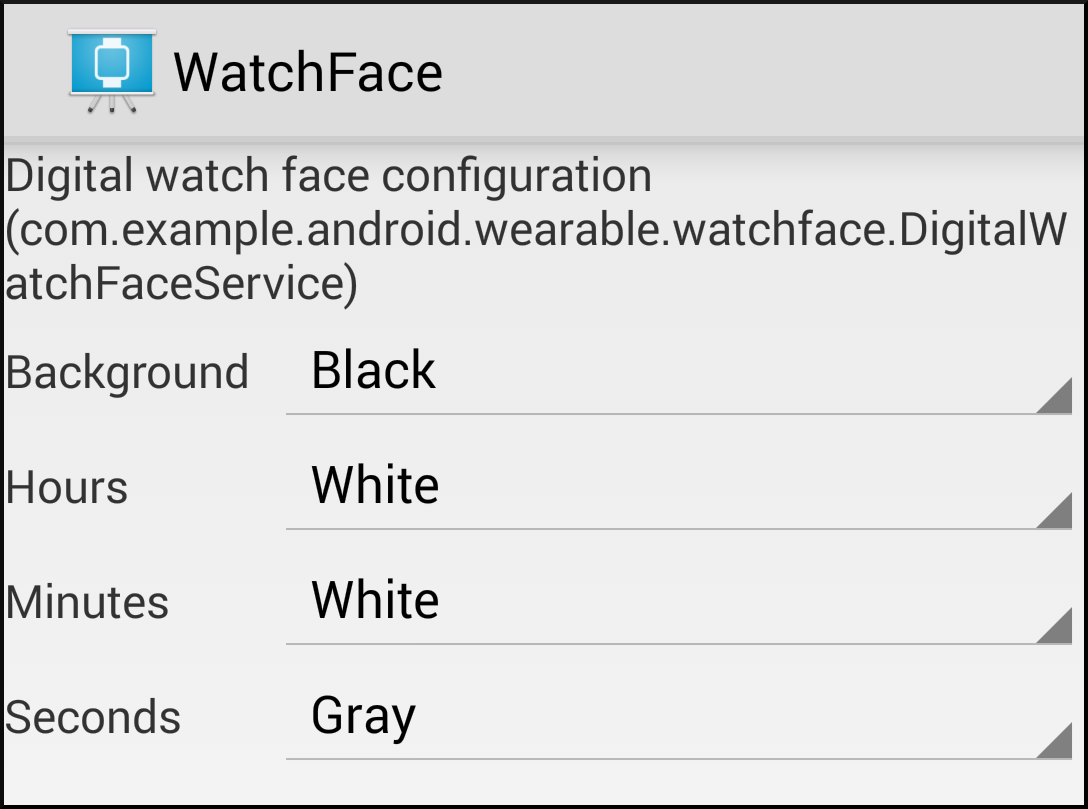 WatchFace
Digital watch face configuration
(com.example.android.wearable.watchface.DigitalW
atchFaceService)
Background Black
Hours White
Minutes White
Seconds Gray